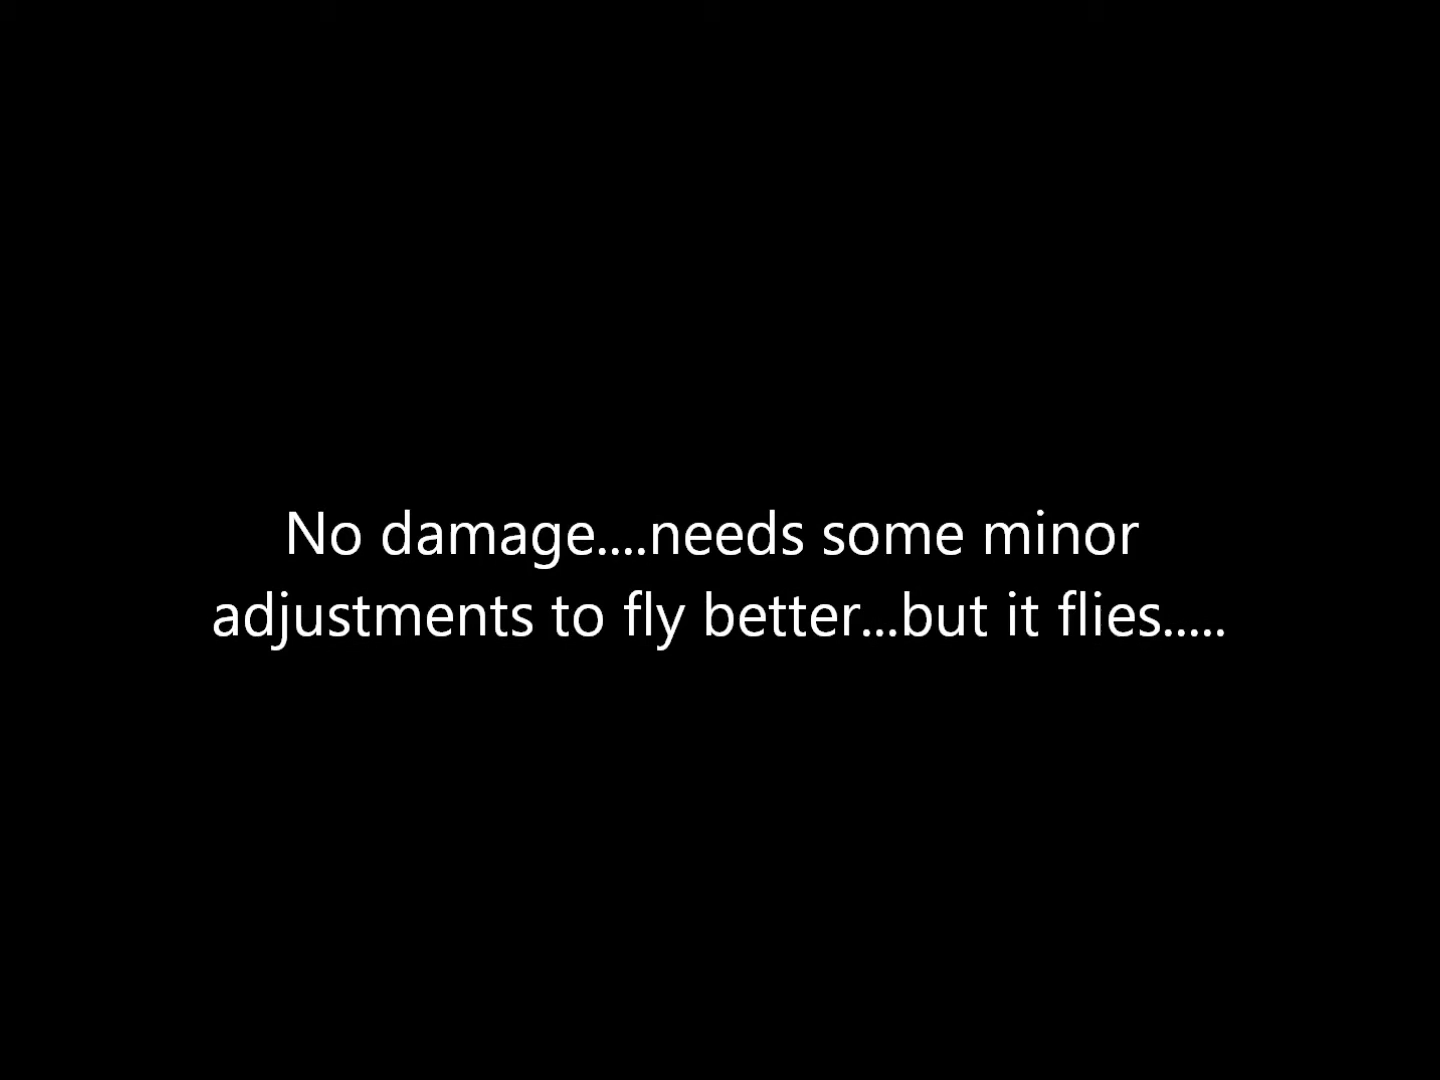 No damage....needs some minor
adjustments to fly better...but it flies.....